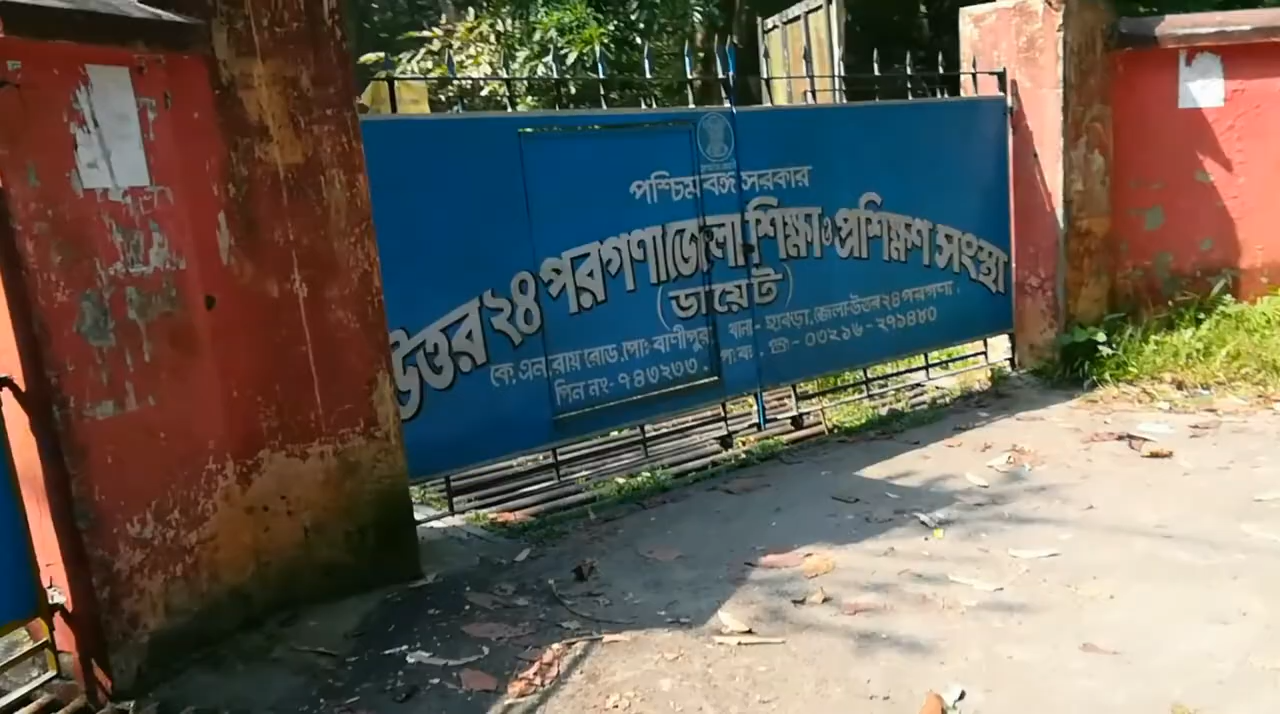 পশ্চিমবঙ্গ সরকার
উত্তর ২৪ পরগণা জেলা শিক্ষা ও প্রশিক্ষণ সংস্থা
(ডায়েট)
কে, এন, রায় রোড, পোঃ- বাণীপুর, থানা - হাবড়া, জেলা-উত্তর ২৪ পরগণা,
পিন নং- ৭৪৩২৩৩, প:ব:, ☎ - ০৩২১৬ - ২৭১৪৮০